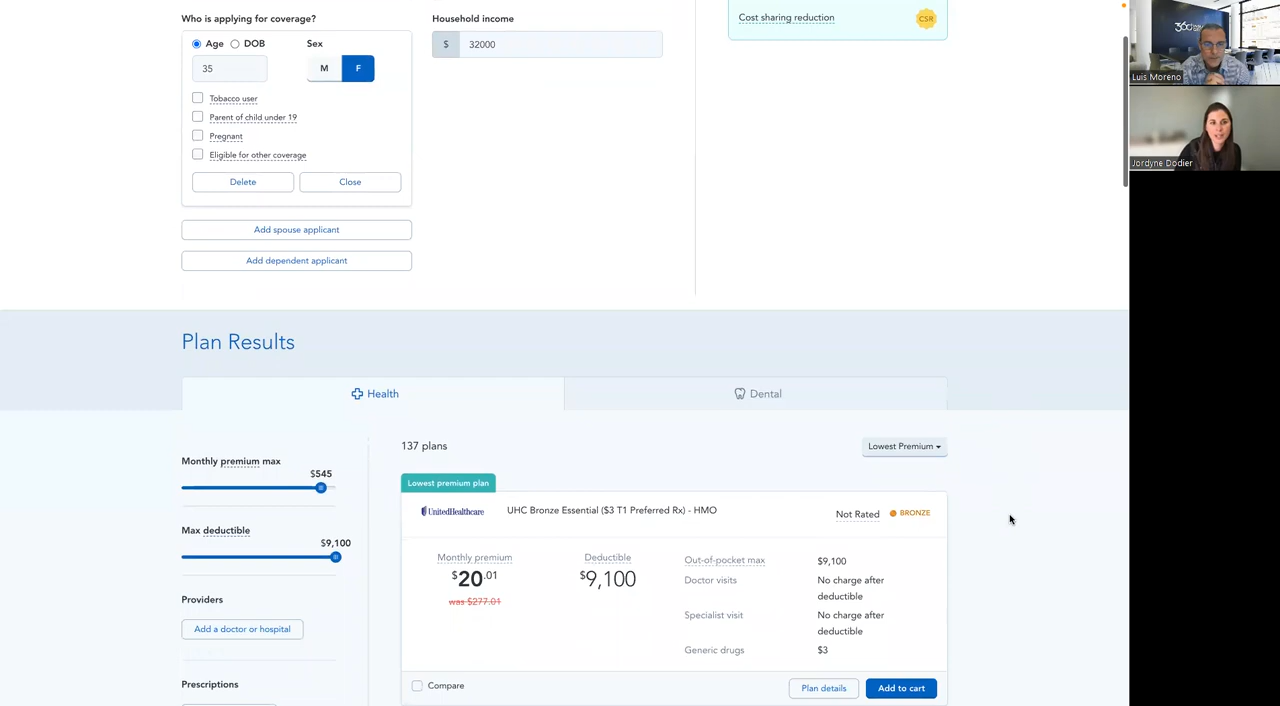 Who is applying for coverage?
Age DOB Sex
35 M F
Tobacco user
Parent of child under 19
Pregnant
Eligible for other coverage
Delete Close
Add spouse applicant
Add dependent applicant
Household income
$ 32000
Cost sharing reduction CSR
Luis Moreno
Jordyne Dodier
Plan Results
Health Dental
Monthly premium max
$545
Max deductible
$9,100
Providers
Add a doctor or hospital
Prescriptions
137 plans Lowest Premium
Lowest premium plan
UnitedHealthcare UHC Bronze Essential ($3 T1 Preferred Rx) - HMO Not Rated BRONZE
Monthly premium
$20.01
was $277.01
Deductible
$9,100
Out-of-pocket max $9,100
Doctor visits No charge after
deductible
Specialist visit No charge after
deductible
Generic drugs $3
Compare Plan details Add to cart